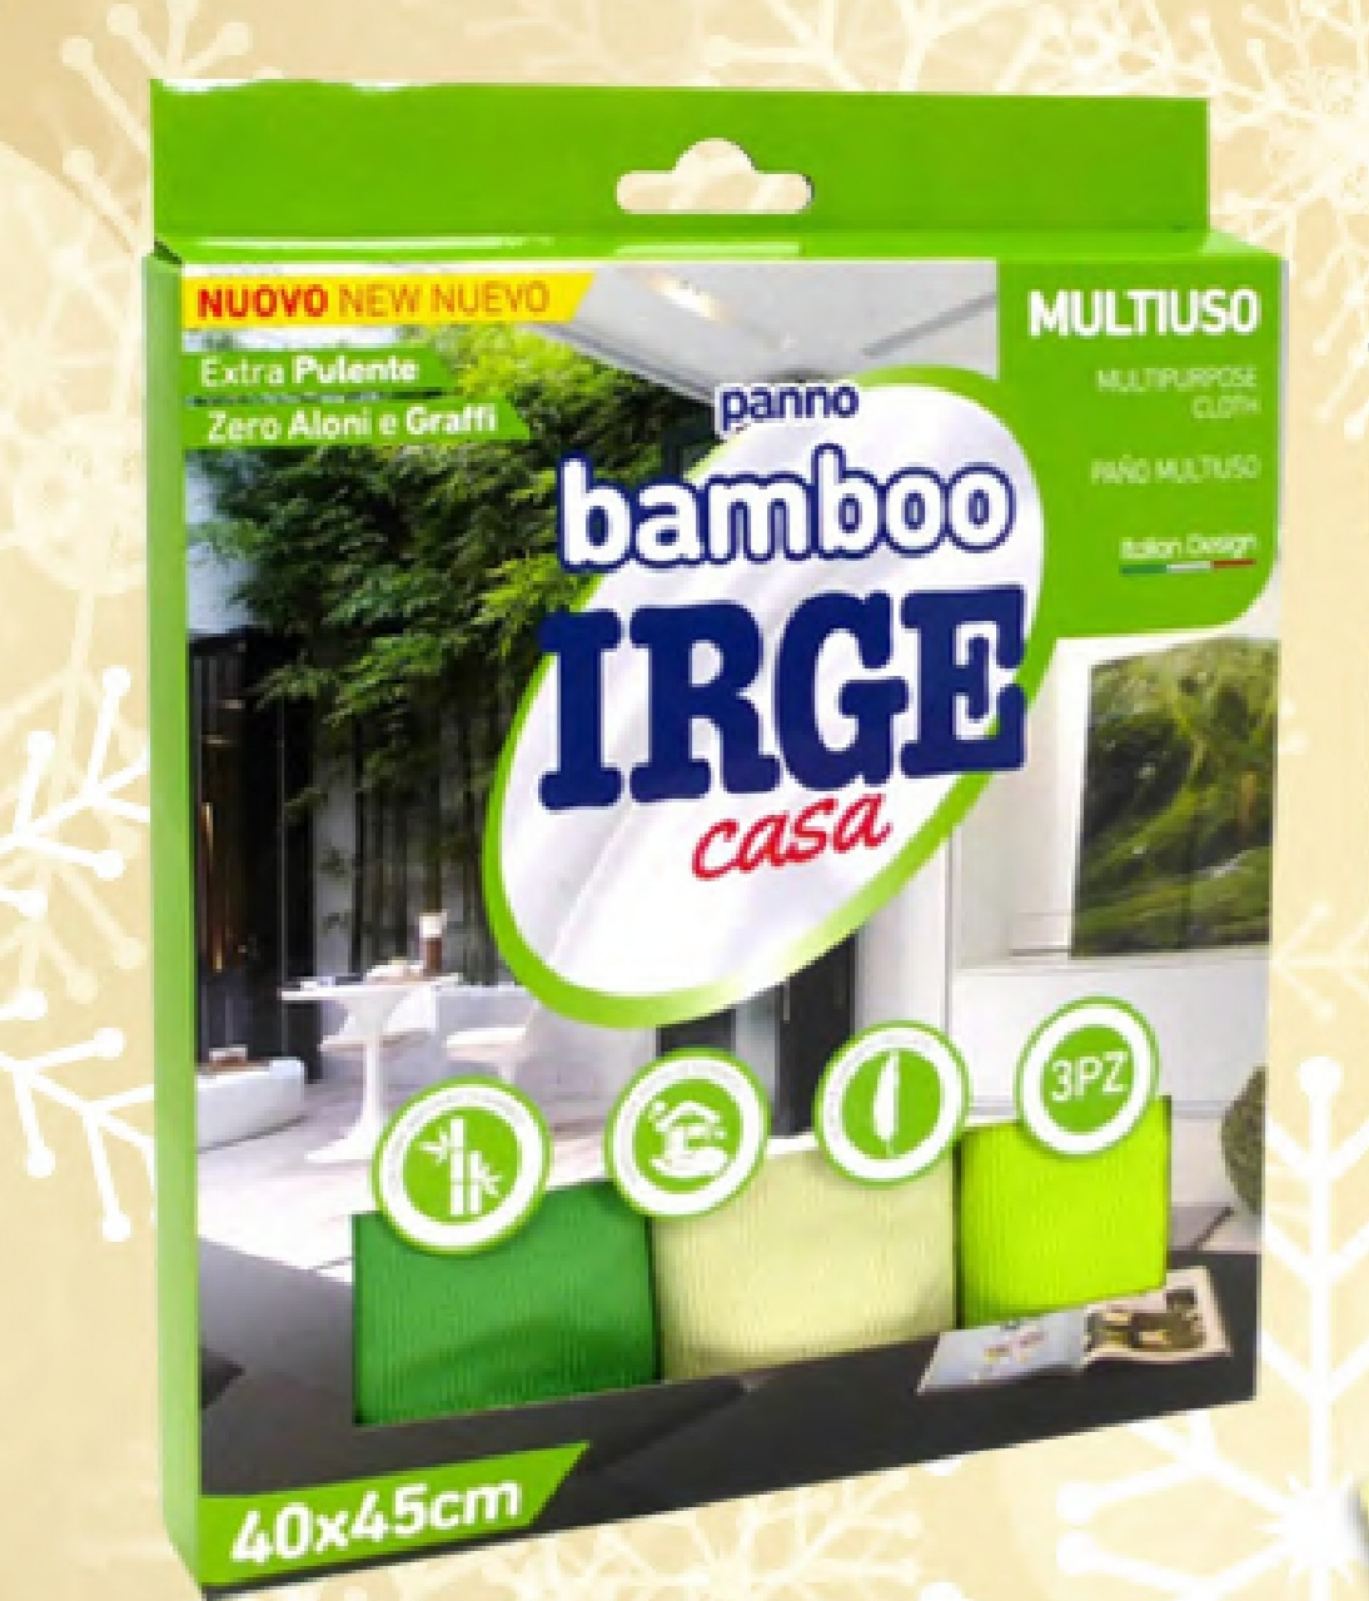 NUOVO NEW NUEVO
Extra Pulente
Zero Aloni e Graffi
MULTIUSO
MULTIPURPOSE
CLOTH
PAÑO MULTIUSO
Italian Design
panno
bamboo
IRGE
casa
3PZ
40x45cm